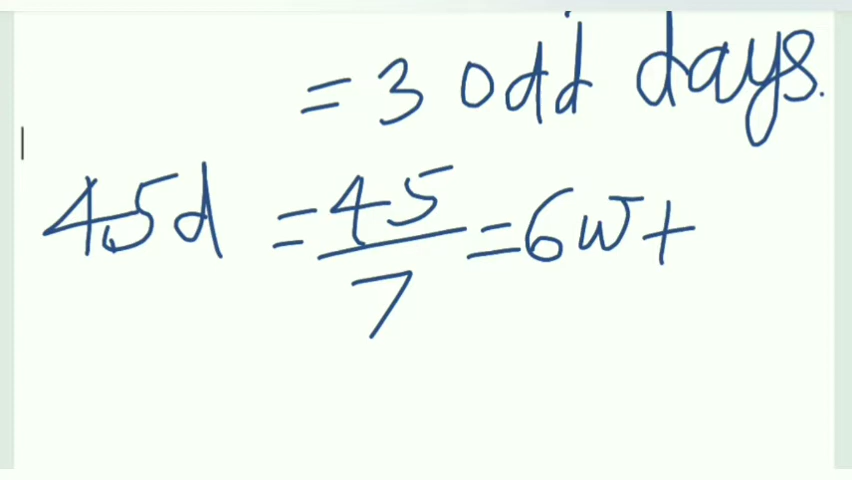 = 3 odd days.
45d = 45/7 = 6w +